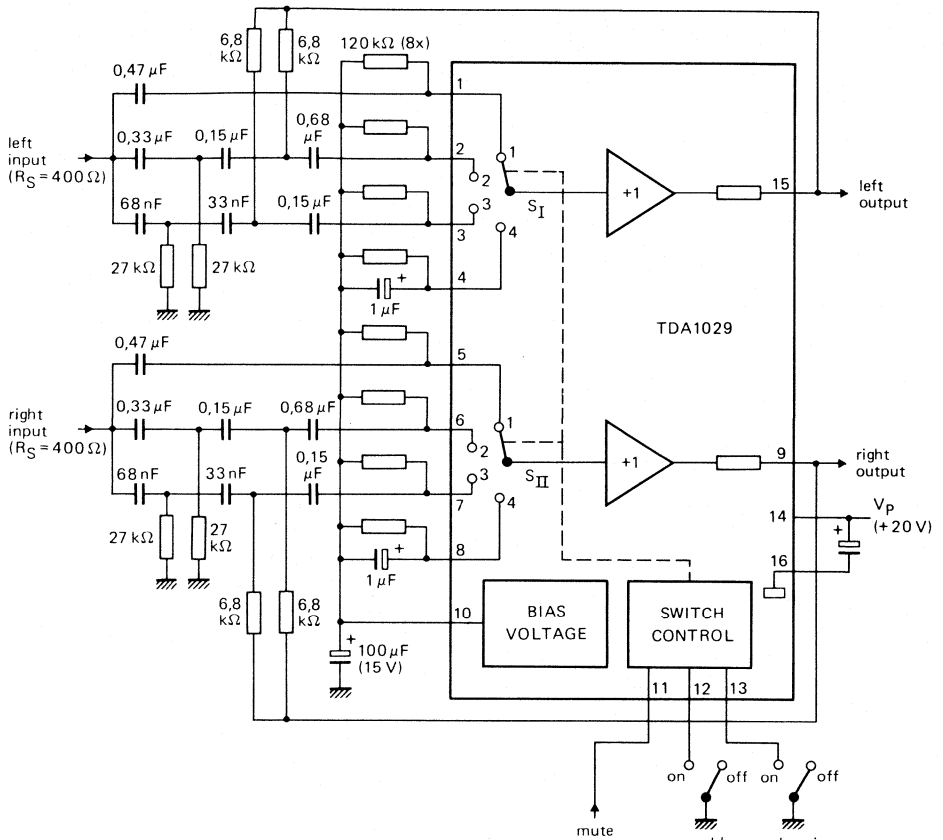 6,8 kΩ
6,8 kΩ
120 kΩ (8x)
0,47 µF
1
0,33 µF
0,15 µF
0,68 µF
left input (R_S = 400 Ω)
2
1
2
+1
15
left output
68 nF
33 nF
0,15 µF
3
S_I
3
4
27 kΩ
27 kΩ
4
+
1 µF
TDA1029
0,47 µF
5
right input (R_S = 400 Ω)
0,33 µF
0,15 µF
0,68 µF
6
1
2
+1
9
right output
68 nF
33 nF
0,15 µF
3
S_II
7
4
V_P (+20 V)
14
+
27 kΩ
27 kΩ
8
+
1 µF
16
6,8 kΩ
6,8 kΩ
10
BIAS VOLTAGE
SWITCH CONTROL
+
100 µF (15 V)
11
12
13
on
off
on
off
mute